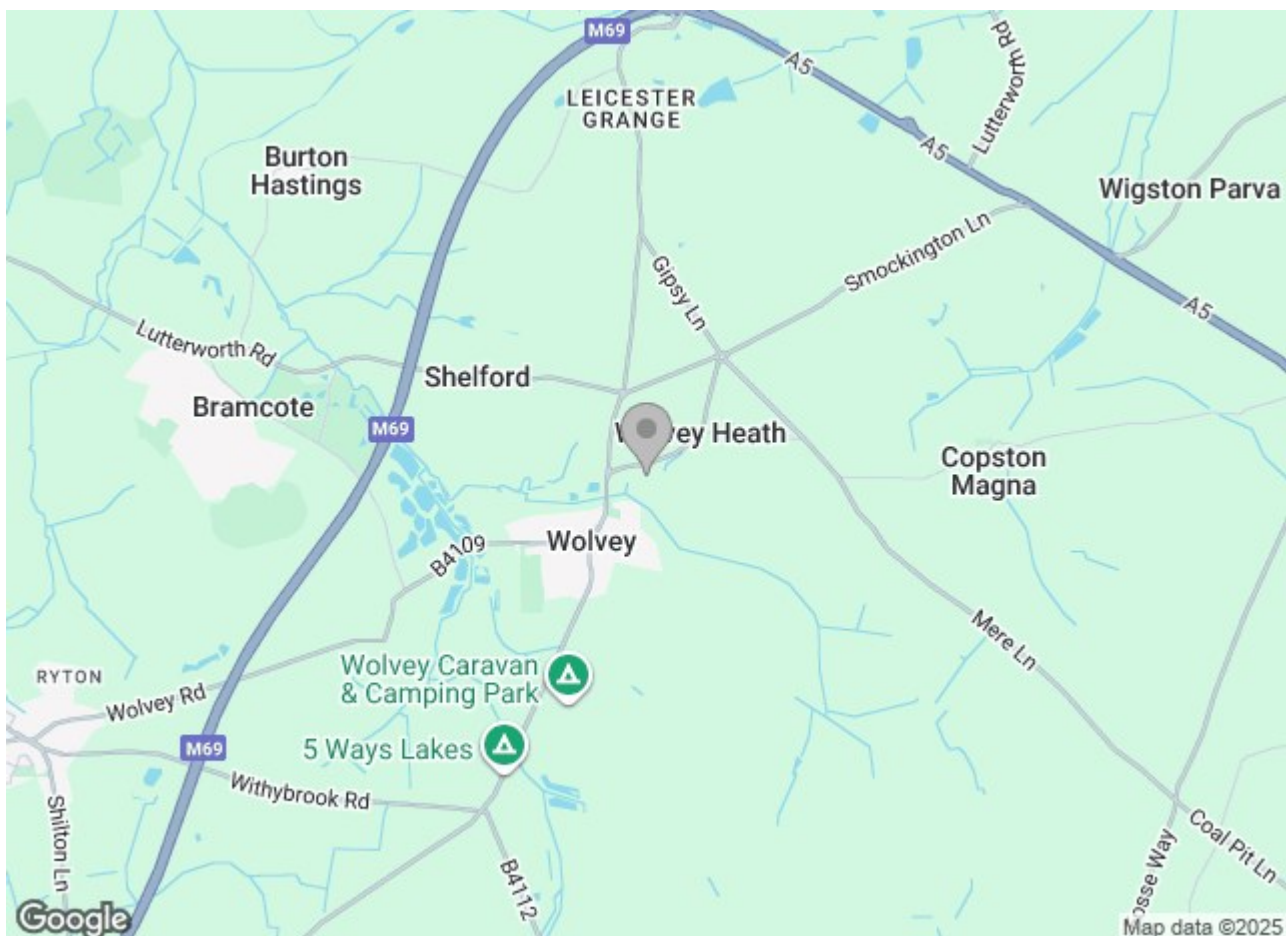 M69
A5
Lutterworth Rd
LEICESTER
GRANGE
Burton
Hastings
A5
Wigston Parva
Smockington Ln
Gipsy Ln
A5
Lutterworth Rd
Shelford
Bramcote
M69
Heath
Copston
Magna
Wolvey
B4109
Mere Ln
Wolvey Caravan
& Camping Park
RYTON
Wolvey Rd
M69
5 Ways Lakes
Withybrook Rd
Shilton Ln
Coal Pit Ln
Way
B4112
Google
Map data ©2025